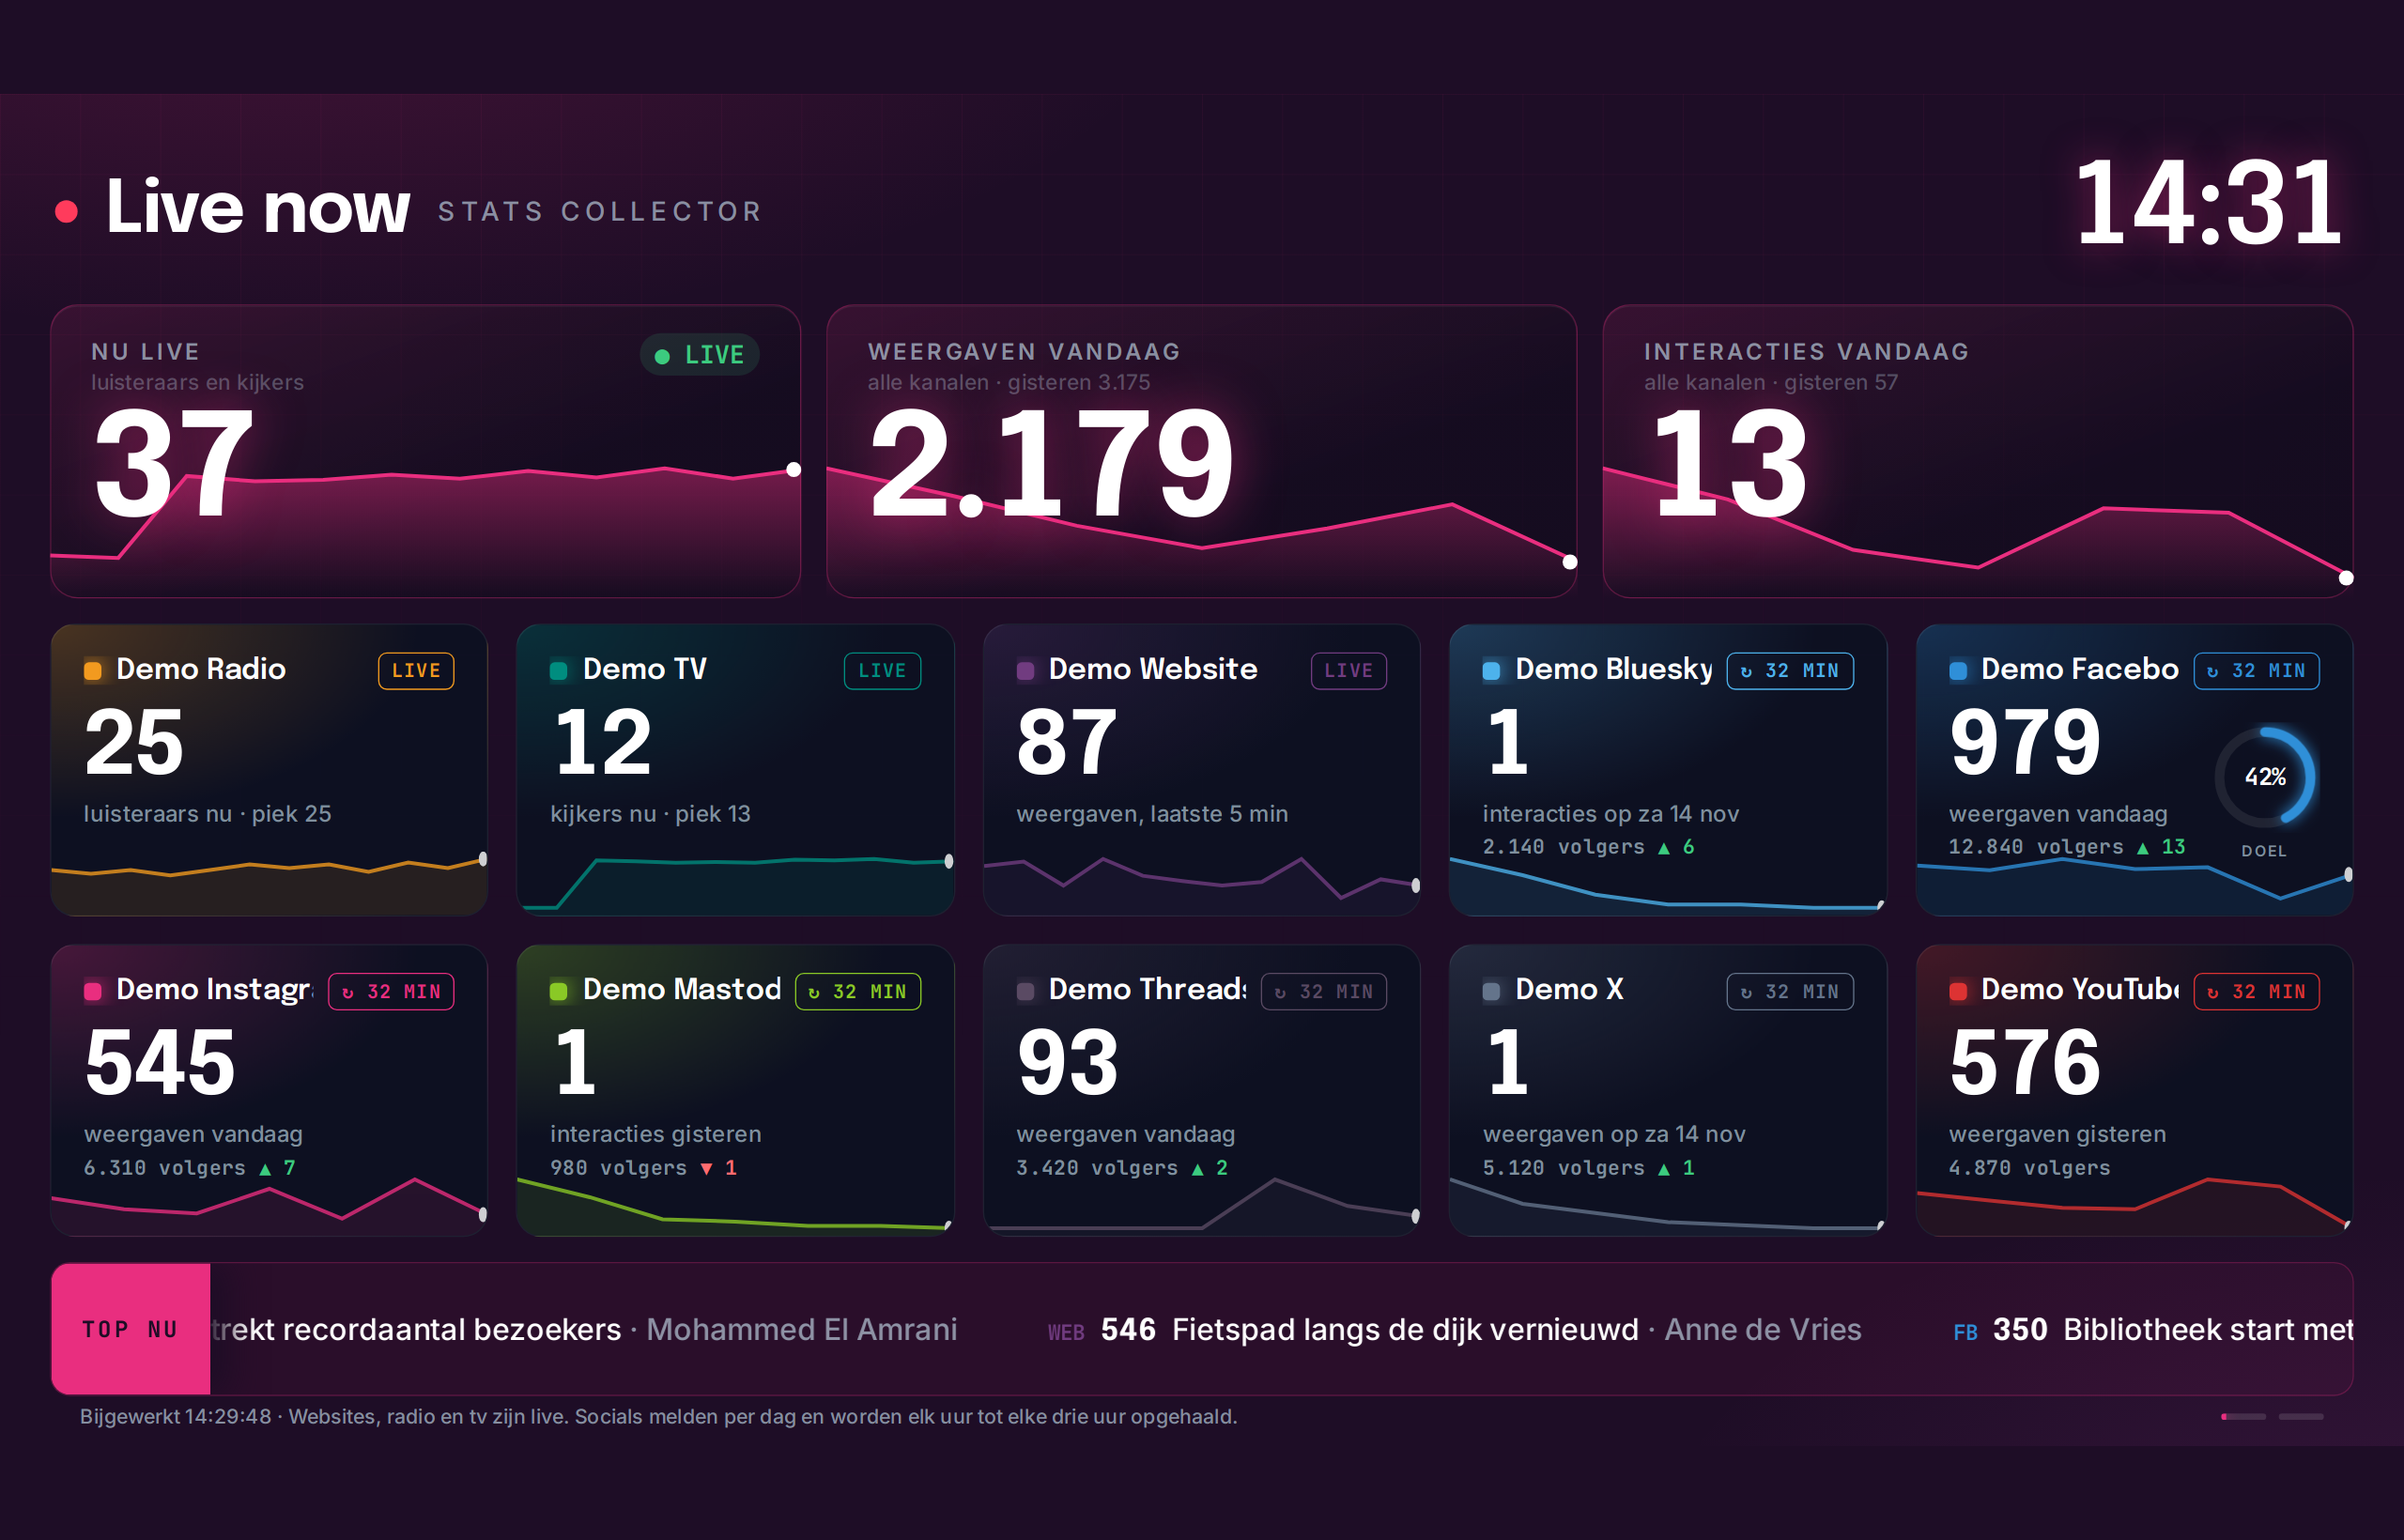 Live now STATS COLLECTOR
14:31
NU LIVE
● LIVE
luisteraars en kijkers
37
WEERGAVEN VANDAAG
alle kanalen · gisteren 3.175
2.179
INTERACTIES VANDAAG
alle kanalen · gisteren 57
13
Demo Radio LIVE
25
luisteraars nu · piek 25
Demo TV LIVE
12
kijkers nu · piek 13
Demo Website LIVE
87
weergaven, laatste 5 min
Demo Bluesky ↻ 32 MIN
1
interacties op za 14 nov
2.140 volgers ▲ 6
Demo Facebo ↻ 32 MIN
979
42%
weergaven vandaag
12.840 volgers ▲ 13
DOEL
Demo Instagr ↻ 32 MIN
545
weergaven vandaag
6.310 volgers ▲ 7
Demo Mastod ↻ 32 MIN
1
interacties gisteren
980 volgers ▼ 1
Demo Threads ↻ 32 MIN
93
weergaven vandaag
3.420 volgers ▲ 2
Demo X ↻ 32 MIN
1
weergaven op za 14 nov
5.120 volgers ▲ 1
Demo YouTube ↻ 32 MIN
576
weergaven gisteren
4.870 volgers
TOP NU trekt recordaantal bezoekers · Mohammed El Amrani WEB 546 Fietspad langs de dijk vernieuwd · Anne de Vries FB 350 Bibliotheek start met
Bijgewerkt 14:29:48 · Websites, radio en tv zijn live. Socials melden per dag en worden elk uur tot elke drie uur opgehaald.